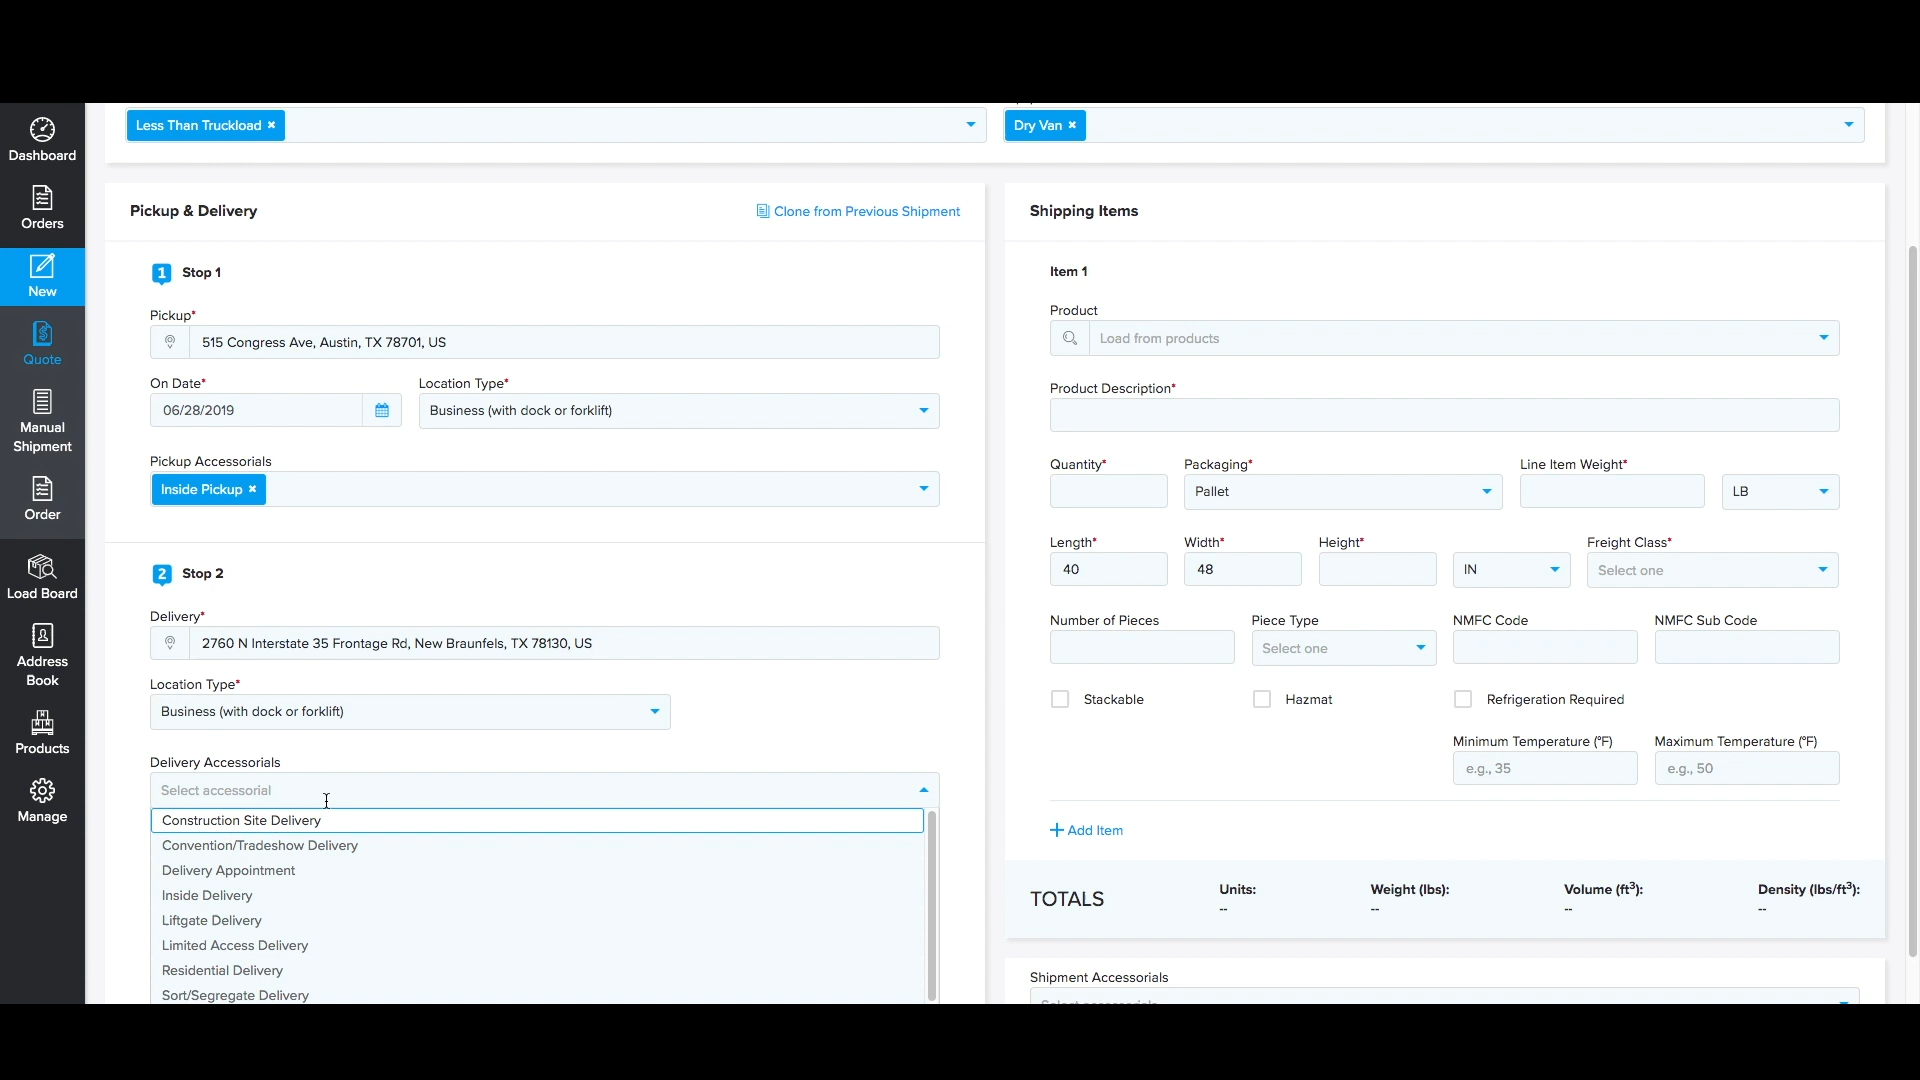 Less Than Truckload ×
Dry Van ×
Dashboard
Orders
New
Quote
Manual
Shipment
Order
Load Board
Address
Book
Products
Manage
Pickup & Delivery
Clone from Previous Shipment
1 Stop 1
Pickup*
515 Congress Ave, Austin, TX 78701, US
On Date* Location Type*
06/28/2019 Business (with dock or forklift)
Pickup Accessorials
Inside Pickup ×
2 Stop 2
Delivery*
2760 N Interstate 35 Frontage Rd, New Braunfels, TX 78130, US
Location Type*
Business (with dock or forklift)
Delivery Accessorials
Select accessorial
Construction Site Delivery
Convention/Tradeshow Delivery
Delivery Appointment
Inside Delivery
Liftgate Delivery
Limited Access Delivery
Residential Delivery
Sort/Segregate Delivery
Shipping Items
Item 1
Product
Load from products
Product Description*
Quantity* Packaging* Line Item Weight*
Pallet LB
Length* Width* Height* Freight Class*
40 48 IN Select one
Number of Pieces Piece Type NMFC Code NMFC Sub Code
Select one
Stackable Hazmat Refrigeration Required
Minimum Temperature (°F) Maximum Temperature (°F)
e.g., 35 e.g., 50
+ Add Item
TOTALS Units: Weight (lbs): Volume (ft³): Density (lbs/ft³):
-- -- -- --
Shipment Accessorials